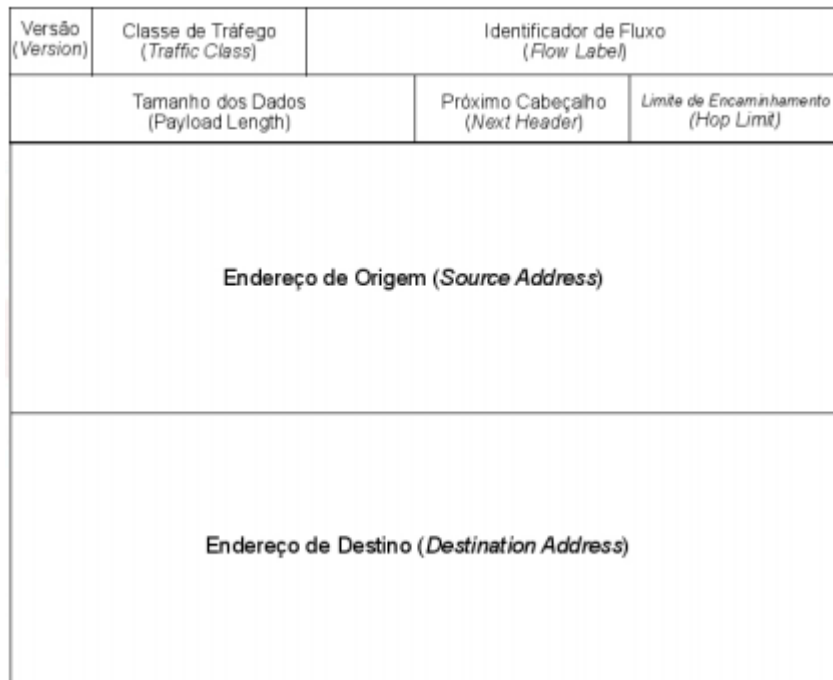 Versão
(Version)
Classe de Tráfego
(Traffic Class)
Identificador de Fluxo
(Flow Label)
Tamanho dos Dados
(Payload Length)
Próximo Cabeçalho
(Next Header)
Limite de Encaminhamento
(Hop Limit)
Endereço de Origem (Source Address)
Endereço de Destino (Destination Address)